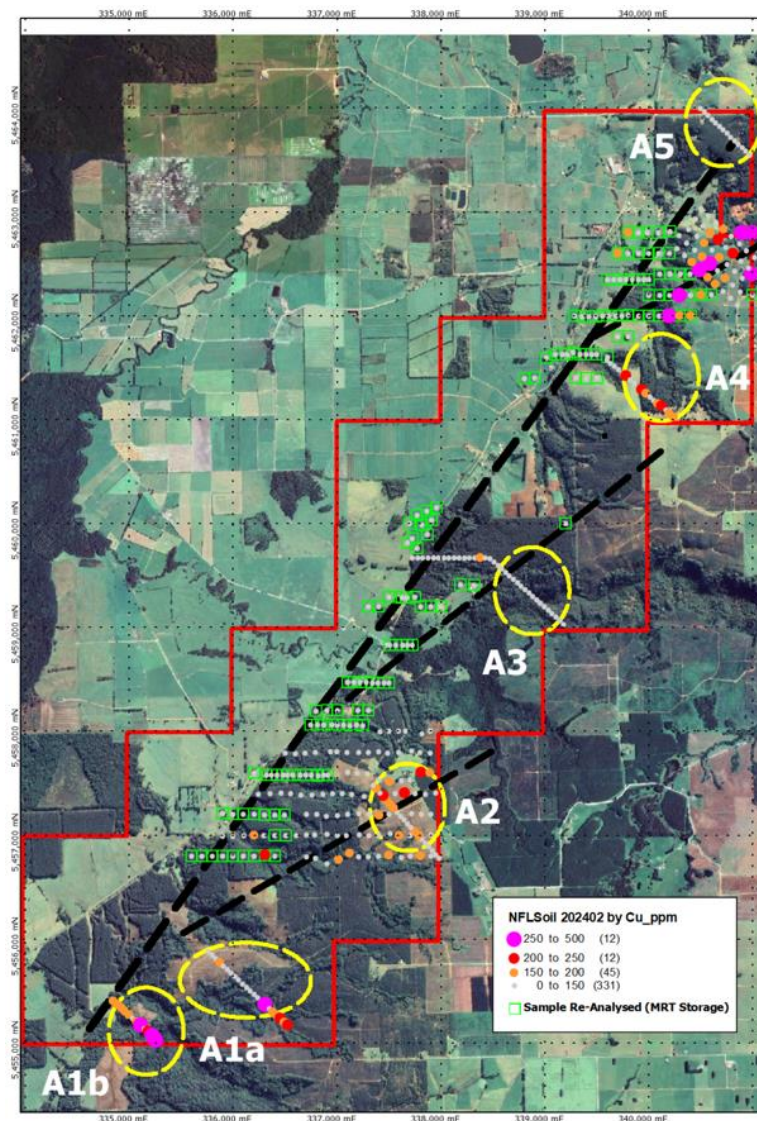 335,000 mE 336,000 mE 337,000 mE 338,000 mE 339,000 mE 340,000 mE
5,464,000 mN
A5
5,463,000 mN
5,462,000 mN
A4
5,461,000 mN
5,460,000 mN
A3
5,459,000 mN
5,458,000 mN
A2
5,457,000 mN
NFLSoil 202402 by Cu_ppm
250 to 500 (12)
200 to 250 (12)
150 to 200 (45)
0 to 150 (331)
Sample Re-Analysed (MRT Storage)
5,456,000 mN
A1a
5,455,000 mN
A1b
335,000 mE 336,000 mE 337,000 mE 338,000 mE 339,000 mE 340,000 mE